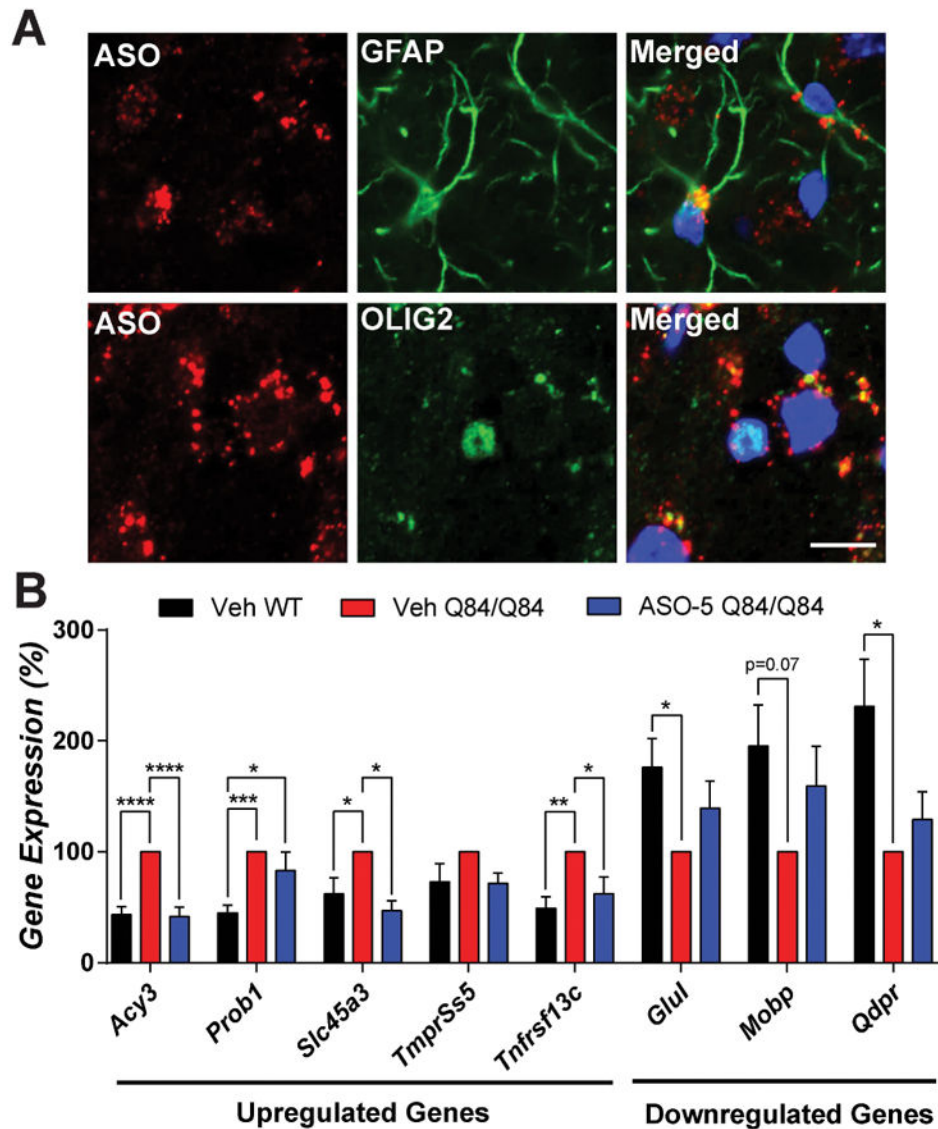 A
ASO GFAP Merged
ASO OLIG2 Merged
B
Veh WT Veh Q84/Q84 ASO-5 Q84/Q84
Gene Expression (%)
300
200
100
0
**** ****
*** *
* *
** *
*
p=0.07
*
Acy3 Prob1 Slc45a3 TmprSs5 Tnfrsf13c Glul Mobp Qdpr
Upregulated Genes Downregulated Genes